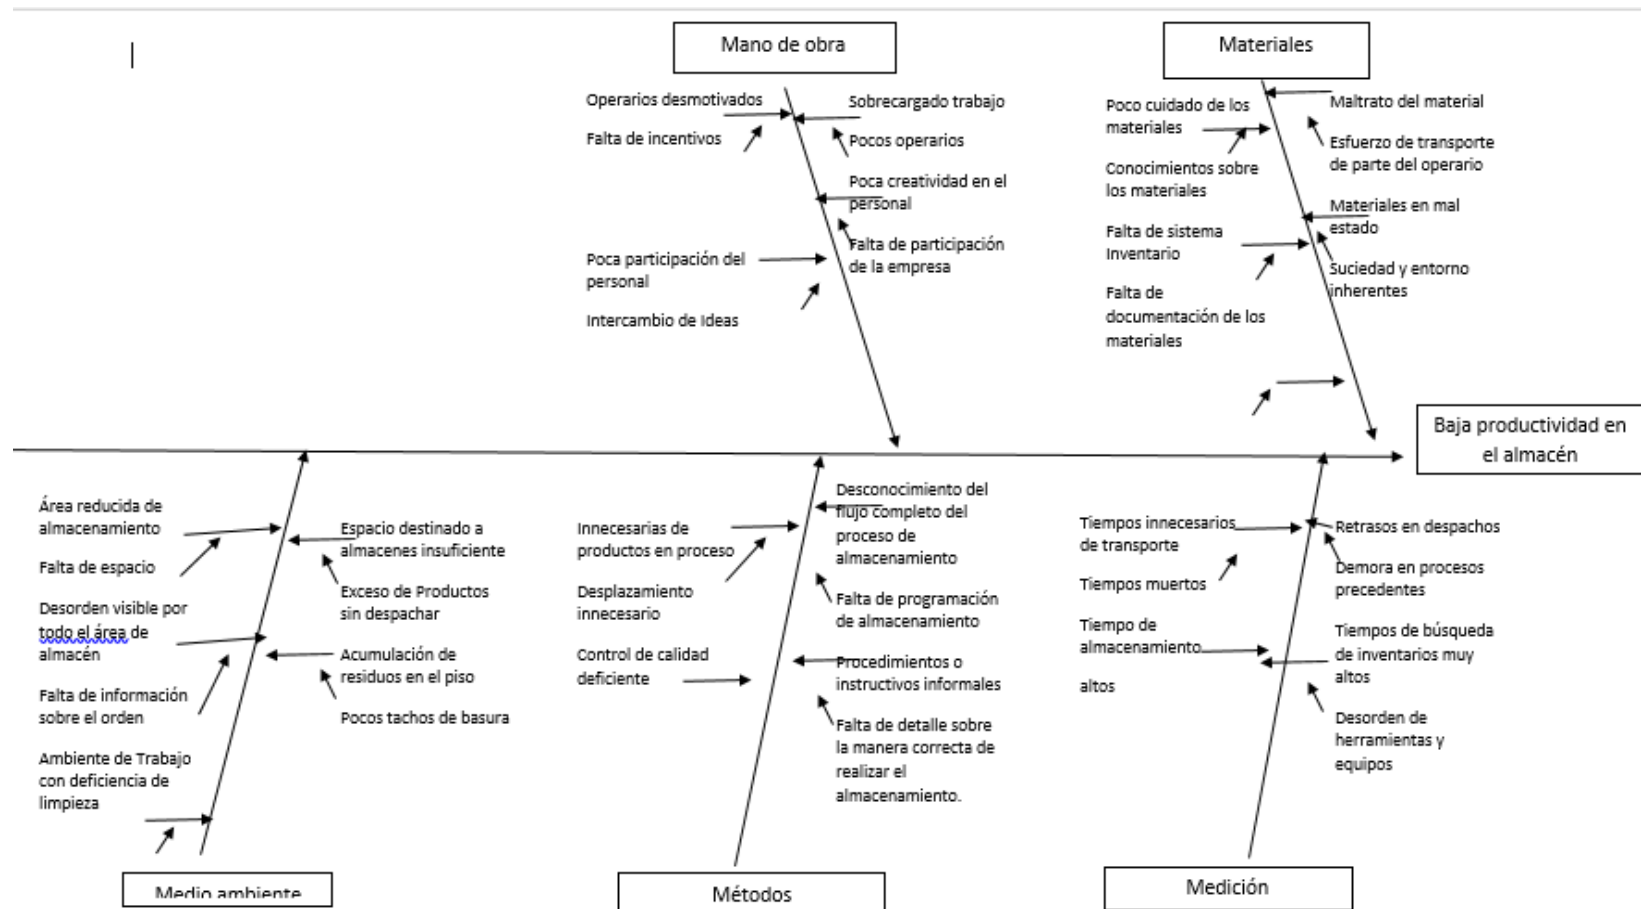 Mano de obra
Materiales
Operarios desmotivados
Falta de incentivos
Poca participación del
personal
Intercambio de Ideas
Sobrecargado trabajo
Pocos operarios
Poca creatividad en el
personal
Falta de participación
de la empresa
Poco cuidado de los
materiales
Conocimientos sobre
los materiales
Falta de sistema
Inventario
Falta de
documentación de los
materiales
Maltrato del material
Esfuerzo de transporte
de parte del operario
Materiales en mal
estado
Suciedad y entorno
inherentes
Baja productividad en
el almacén
Área reducida de
almacenamiento
Falta de espacio
Desorden visible por
todo el área de
almacén
Falta de información
sobre el orden
Ambiente de Trabajo
con deficiencia de
limpieza
Espacio destinado a
almacenes insuficiente
Exceso de Productos
sin despachar
Acumulación de
residuos en el piso
Pocos tachos de basura
Innecesarias de
productos en proceso
Desplazamiento
innecesario
Control de calidad
deficiente
Desconocimiento del
flujo completo del
proceso de
almacenamiento
Falta de programación
de almacenamiento
Procedimientos o
instructivos informales
Falta de detalle sobre
la manera correcta de
realizar el
almacenamiento.
Tiempos innecesarios
de transporte
Tiempos muertos
Tiempo de
almacenamiento
altos
Retrasos en despachos
Demora en procesos
precedentes
Tiempos de búsqueda
de inventarios muy
altos
Desorden de
herramientas y
equipos
Medio ambiente
Métodos
Medición